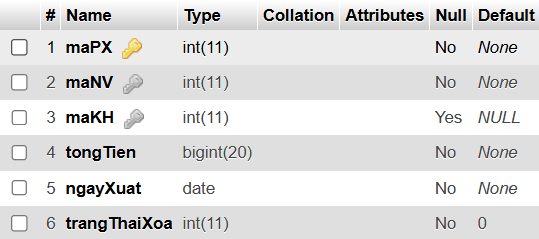 # Name Type Collation Attributes Null Default
1 maPX int(11) No None
2 maNV int(11) No None
3 maKH int(11) Yes NULL
4 tongTien bigint(20) No None
5 ngayXuat date No None
6 trangThaiXoa int(11) No 0